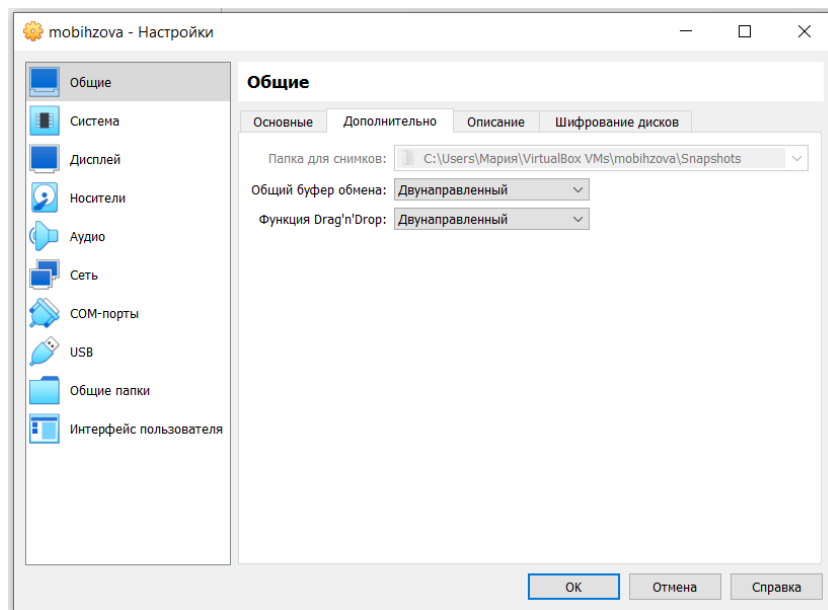 mobihzova - Настройки
Общие
Система
Дисплей
Носители
Аудио
Сеть
COM-порты
USB
Общие папки
Интерфейс пользователя
Общие
Основные Дополнительно Описание Шифрование дисков
Папка для снимков: C:\Users\Мария\VirtualBox VMs\mobihzova\Snapshots
Общий буфер обмена: Двунаправленный
Функция Drag'n'Drop: Двунаправленный
OK Отмена Справка